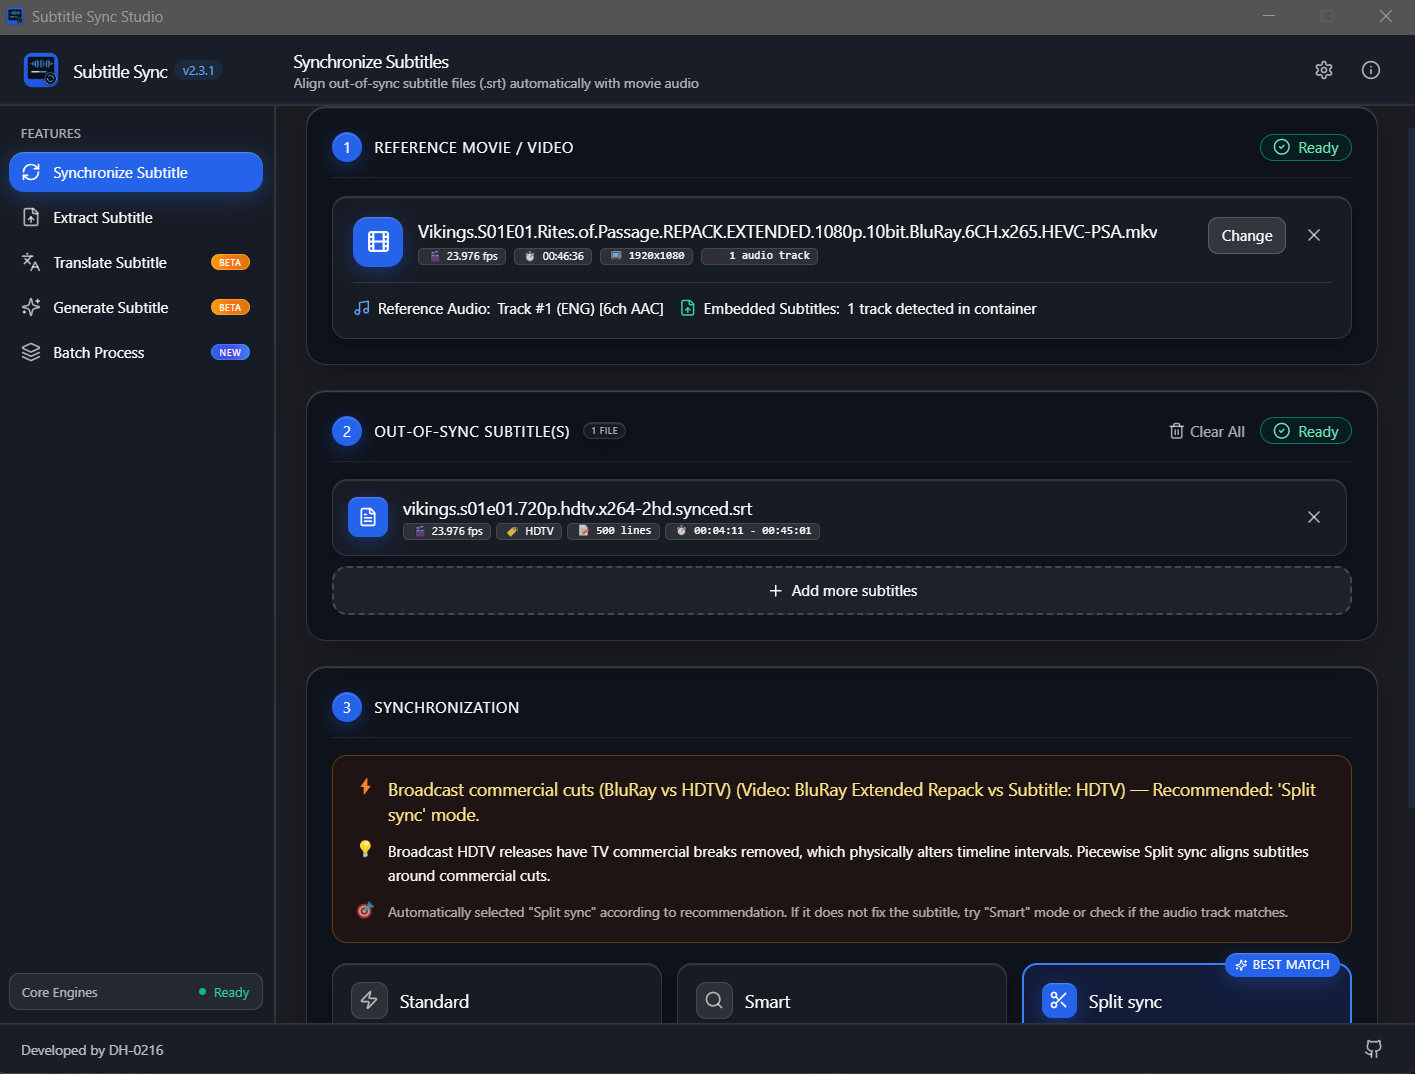 Subtitle Sync Studio
Subtitle Sync v2.3.1
Synchronize Subtitles
Align out-of-sync subtitle files (.srt) automatically with movie audio
FEATURES
Synchronize Subtitle
Extract Subtitle
Translate Subtitle BETA
Generate Subtitle BETA
Batch Process NEW
1 REFERENCE MOVIE / VIDEO Ready
Vikings.S01E01.Rites.of.Passage.REPACK.EXTENDED.1080p.10bit.BluRay.6CH.x265.HEVC-PSA.mkv
23.976 fps 00:46:36 1920x1080 1 audio track
Change
Reference Audio: Track #1 (ENG) [6ch AAC] Embedded Subtitles: 1 track detected in container
2 OUT-OF-SYNC SUBTITLE(S) 1 FILE Clear All Ready
vikings.s01e01.720p.hdtv.x264-2hd.synced.srt
23.976 fps HDTV 500 lines 00:04:11 - 00:45:01
+ Add more subtitles
3 SYNCHRONIZATION
Broadcast commercial cuts (BluRay vs HDTV) (Video: BluRay Extended Repack vs Subtitle: HDTV) — Recommended: 'Split
sync' mode.
Broadcast HDTV releases have TV commercial breaks removed, which physically alters timeline intervals. Piecewise Split sync aligns subtitles
around commercial cuts.
Automatically selected "Split sync" according to recommendation. If it does not fix the subtitle, try "Smart" mode or check if the audio track matches.
BEST MATCH
Standard
Smart
Split sync
Core Engines Ready
Developed by DH-0216